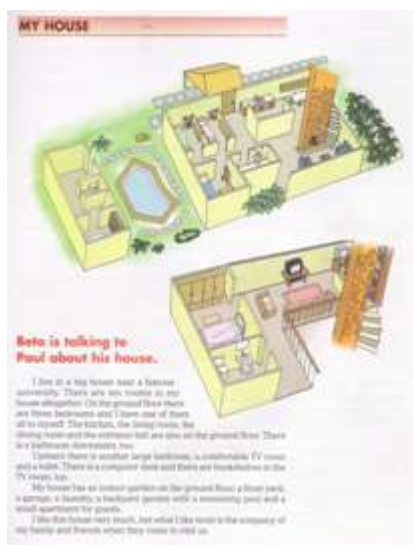 MY HOUSE
Beto is talking to
Paul about his house.
I live in a big house near a famous
university. There are ten rooms in my
house altogether. On the ground floor there
are three bedrooms and I have one of them
all to myself! The kitchen, the living room, the
dining room and the entrance hall are also on the ground floor. There
is a bathroom downstairs, too.
Upstairs there is another large bedroom, a comfortable TV room
and a toilet. There is a computer desk and there are bookshelves in the
TV room, too.
My house has an indoor garden on the ground floor, a front yard,
a garage, a laundry, a backyard garden with a swimming pool and a
small apartment for guests.
I like this house very much, but what I like most is the company of
my family and friends when they come to visit us.